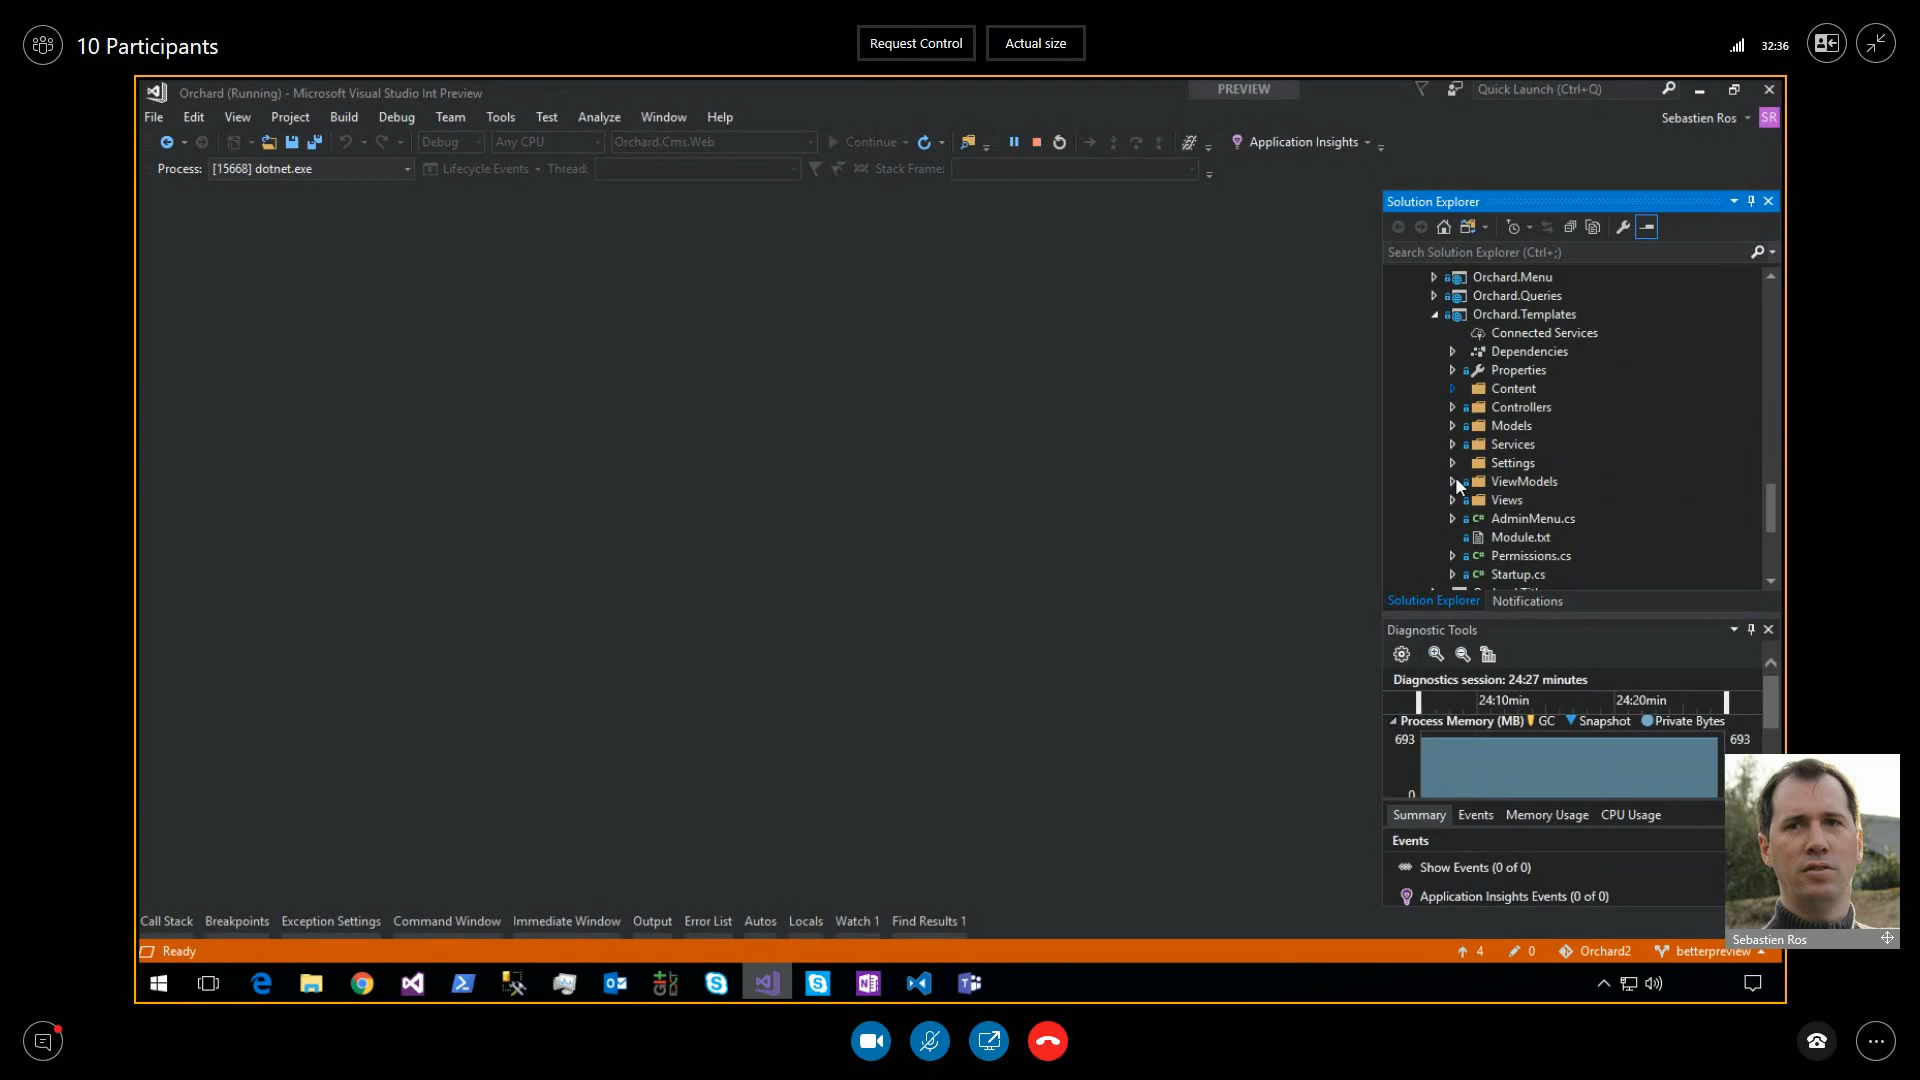 10 Participants
Request Control
Actual size
32:36
Orchard (Running) - Microsoft Visual Studio Int Preview
PREVIEW
Quick Launch (Ctrl+Q)
File Edit View Project Build Debug Team Tools Test Analyze Window Help
Sebastien Ros
SR
Debug Any CPU Orchard.Cms.Web Continue Application Insights
Process: [15668] dotnet.exe Lifecycle Events Thread: Stack Frame:
Solution Explorer
Search Solution Explorer (Ctrl+;)
Orchard.Menu
Orchard.Queries
Orchard.Templates
Connected Services
Dependencies
Properties
Content
Controllers
Models
Services
Settings
ViewModels
Views
C# AdminMenu.cs
Module.txt
C# Permissions.cs
C# Startup.cs
Solution Explorer Notifications
Diagnostic Tools
Diagnostics session: 24:27 minutes
24:10min 24:20min
Process Memory (MB) GC Snapshot Private Bytes
693 693
0
Summary Events Memory Usage CPU Usage
Events
Show Events (0 of 0)
Application Insights Events (0 of 0)
Sebastien Ros
Call Stack Breakpoints Exception Settings Command Window Immediate Window Output Error List Autos Locals Watch 1 Find Results 1
Ready 4 0 Orchard2 betterpreview